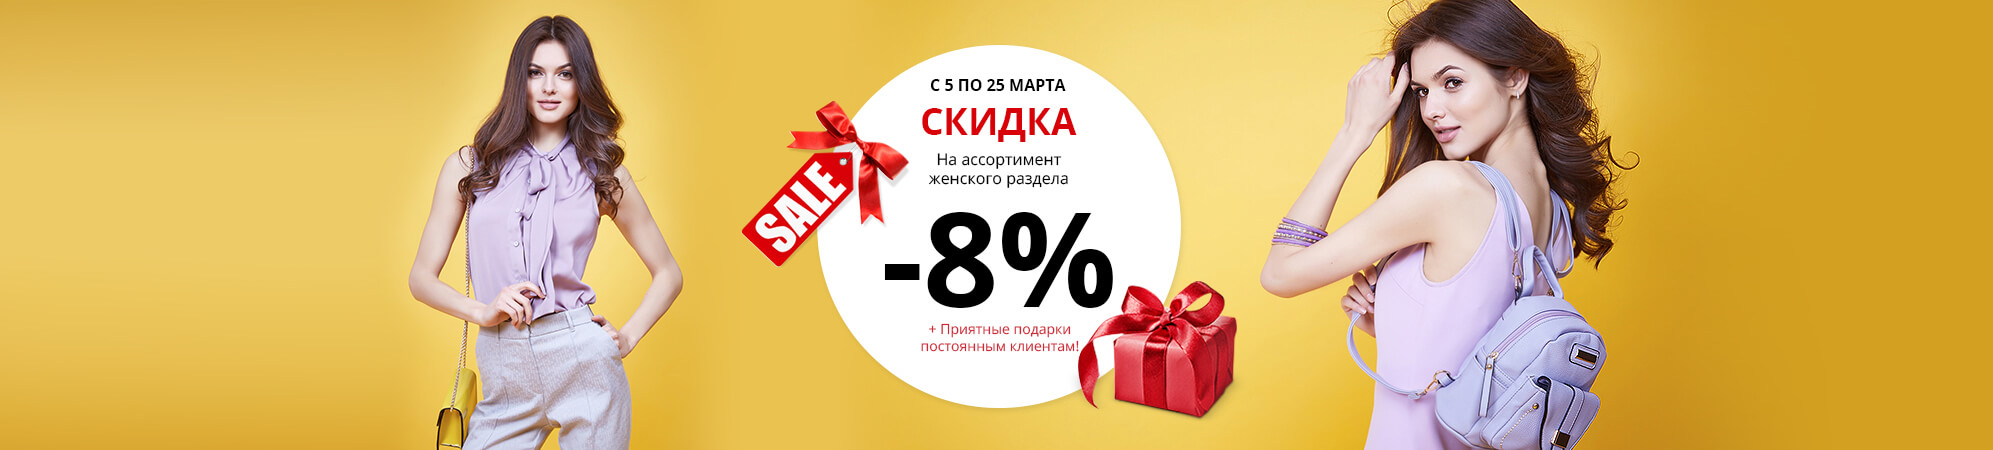 С 5 ПО 25 МАРТА
СКИДКА
На ассортимент
женского раздела
SALE
-8%
+ Приятные подарки
постоянным клиентам!